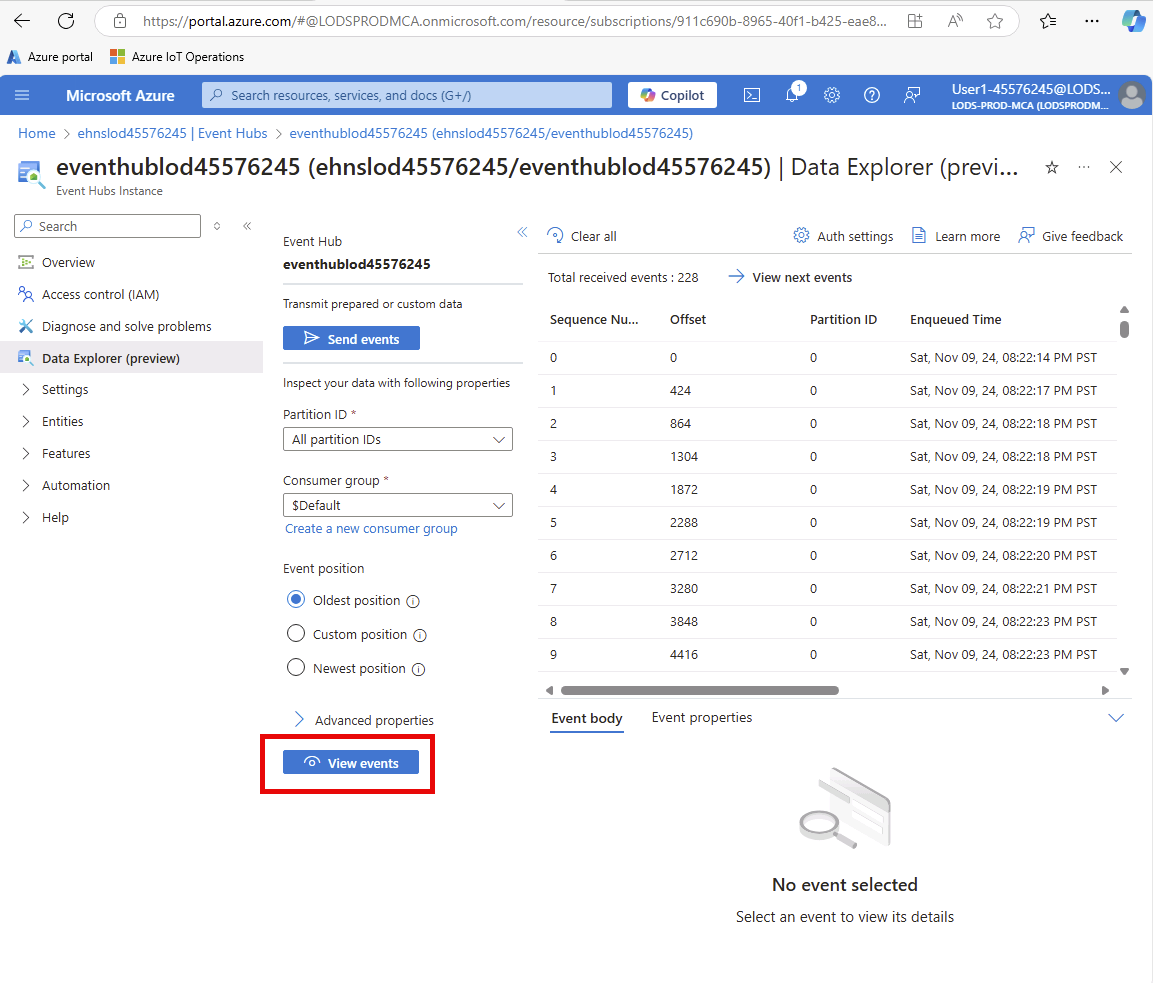 https://portal.azure.com/#@LODSPRODMCA.onmicrosoft.com/resource/subscriptions/911c690b-8965-40f1-b425-eae8...
Azure portal
Azure IoT Operations
Microsoft Azure
Search resources, services, and docs (G+/)
Copilot
1
User1-45576245@LODS...
LODS-PROD-MCA (LODSPRODM...
Home > ehnslod45576245 | Event Hubs > eventhublod45576245 (ehnslod45576245/eventhublod45576245)
eventhublod45576245 (ehnslod45576245/eventhublod45576245) | Data Explorer (previ...
Event Hubs Instance
Search
Overview
Access control (IAM)
Diagnose and solve problems
Data Explorer (preview)
Settings
Entities
Features
Automation
Help
Event Hub
eventhublod45576245
Transmit prepared or custom data
Send events
Inspect your data with following properties
Partition ID *
All partition IDs
Consumer group *
$Default
Create a new consumer group
Event position
Oldest position
Custom position
Newest position
Advanced properties
View events
Clear all
Auth settings
Learn more
Give feedback
Total received events : 228
View next events
Sequence Nu... Offset Partition ID Enqueued Time
0 0 0 Sat, Nov 09, 24, 08:22:14 PM PST
1 424 0 Sat, Nov 09, 24, 08:22:17 PM PST
2 864 0 Sat, Nov 09, 24, 08:22:18 PM PST
3 1304 0 Sat, Nov 09, 24, 08:22:18 PM PST
4 1872 0 Sat, Nov 09, 24, 08:22:19 PM PST
5 2288 0 Sat, Nov 09, 24, 08:22:19 PM PST
6 2712 0 Sat, Nov 09, 24, 08:22:20 PM PST
7 3280 0 Sat, Nov 09, 24, 08:22:21 PM PST
8 3848 0 Sat, Nov 09, 24, 08:22:23 PM PST
9 4416 0 Sat, Nov 09, 24, 08:22:23 PM PST
Event body
Event properties
No event selected
Select an event to view its details